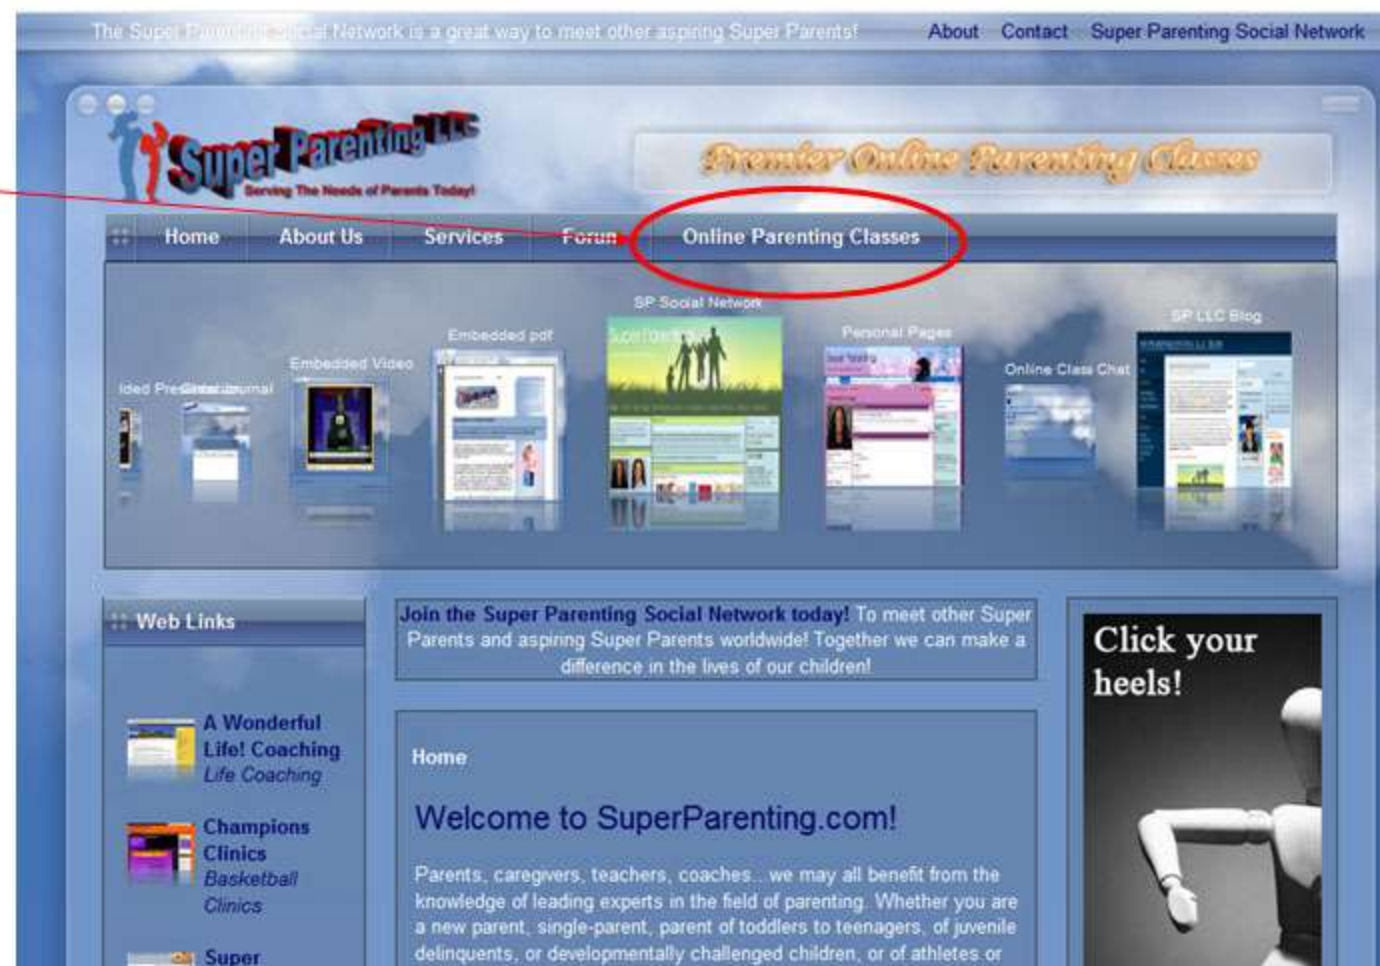 The Super Parenting Social Network is a great way to meet other aspiring Super Parents!
About Contact Super Parenting Social Network
Super Parenting LLC
Serving The Needs of Parents Today!
Premier Online Parenting Classes
Home About Us Services Forum Online Parenting Classes
SP Social Network
SP LLC Blog
Embedded pdf
Personal Pages
Embedded Video
Online Class Chat
Web Links
Join the Super Parenting Social Network today! To meet other Super
Parents and aspiring Super Parents worldwide! Together we can make a
difference in the lives of our children!
Click your
heels!
A Wonderful
Life! Coaching
Life Coaching
Champions
Clinics
Basketball
Clinics
Super
Home
Welcome to SuperParenting.com!
Parents, caregivers, teachers, coaches...we may all benefit from the
knowledge of leading experts in the field of parenting. Whether you are
a new parent, single-parent, parent of toddlers to teenagers, of juvenile
delinquents, or developmentally challenged children, or of athletes or